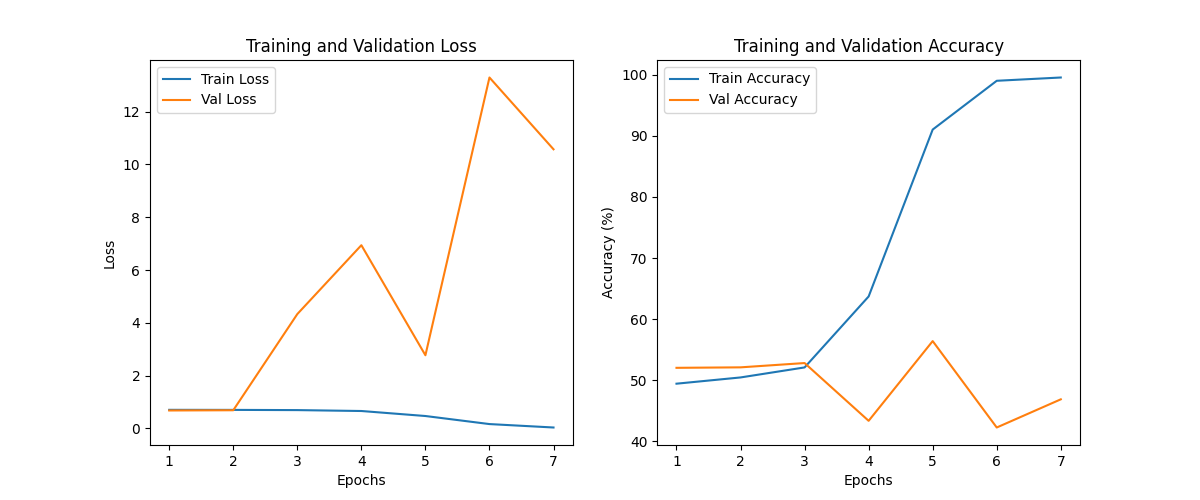 Training and Validation Loss
Train Loss
Val Loss
12
10
8
6
4
2
0
Loss
1 2 3 4 5 6 7
Epochs
Training and Validation Accuracy
Train Accuracy
Val Accuracy
100
90
80
70
60
50
40
Accuracy (%)
1 2 3 4 5 6 7
Epochs